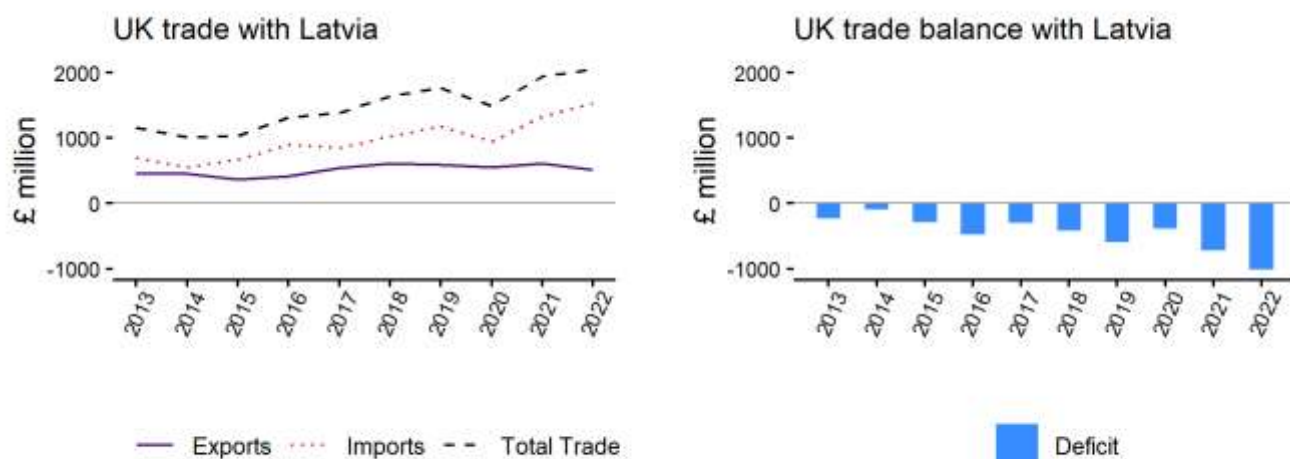 UK trade with Latvia
£ million
2000
1000
0
-1000
2013 2014 2015 2016 2017 2018 2019 2020 2021 2022
Exports Imports Total Trade
UK trade balance with Latvia
£ million
2000
1000
0
-1000
2013 2014 2015 2016 2017 2018 2019 2020 2021 2022
Deficit